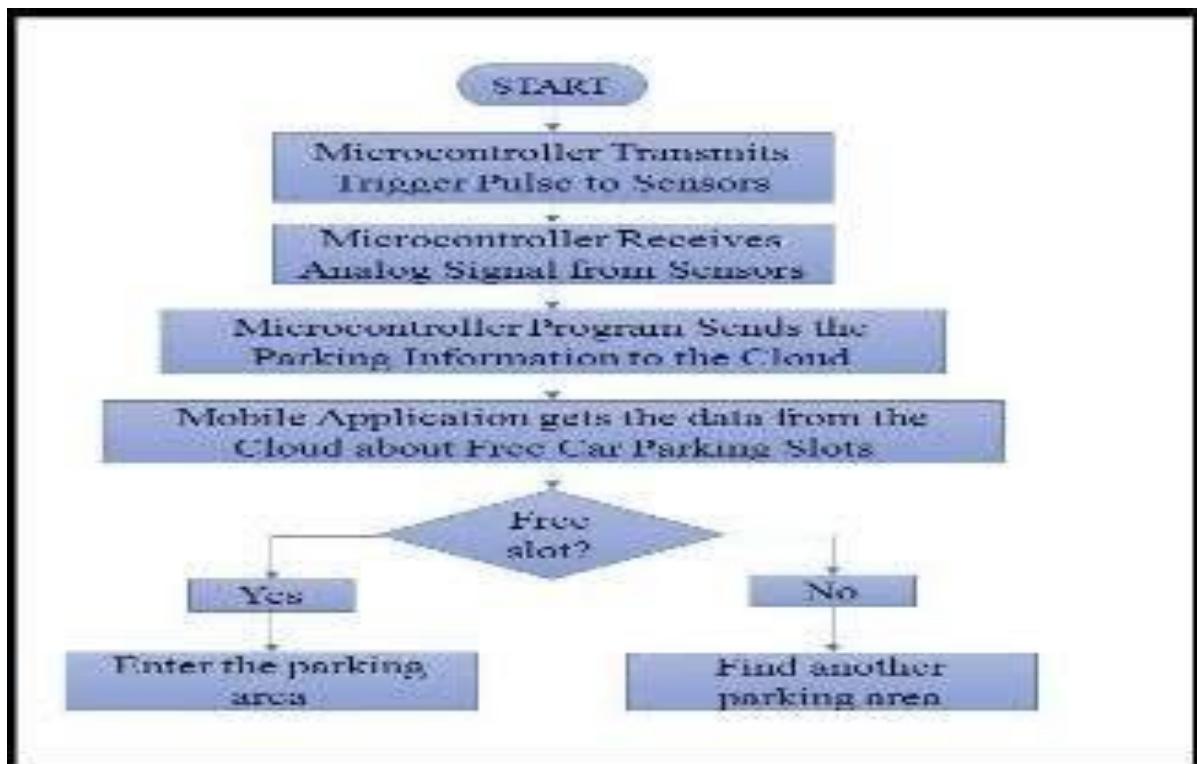 START
Microcontroller Transmits
Trigger Pulse to Sensors
Microcontroller Receives
Analog Signal from Sensors
Microcontroller Program Sends the
Parking Information to the Cloud
Mobile Application gets the data from the
Cloud about Free Car Parking Slots
Free
slot?
Yes
No
Enter the parking
area
Find another
parking area